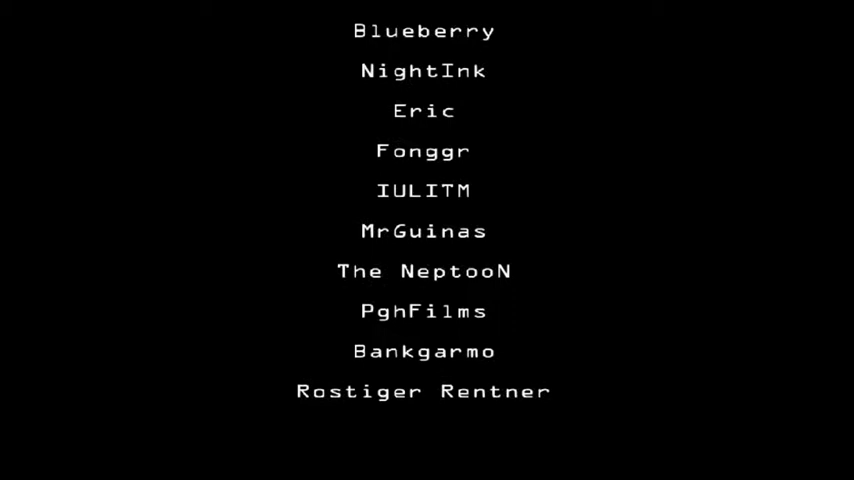 Blueberry
NightInk
Eric
Fonggr
IULITM
MrGuinas
The NeptooN
PghFilms
Bankgarmo
Rostiger Rentner